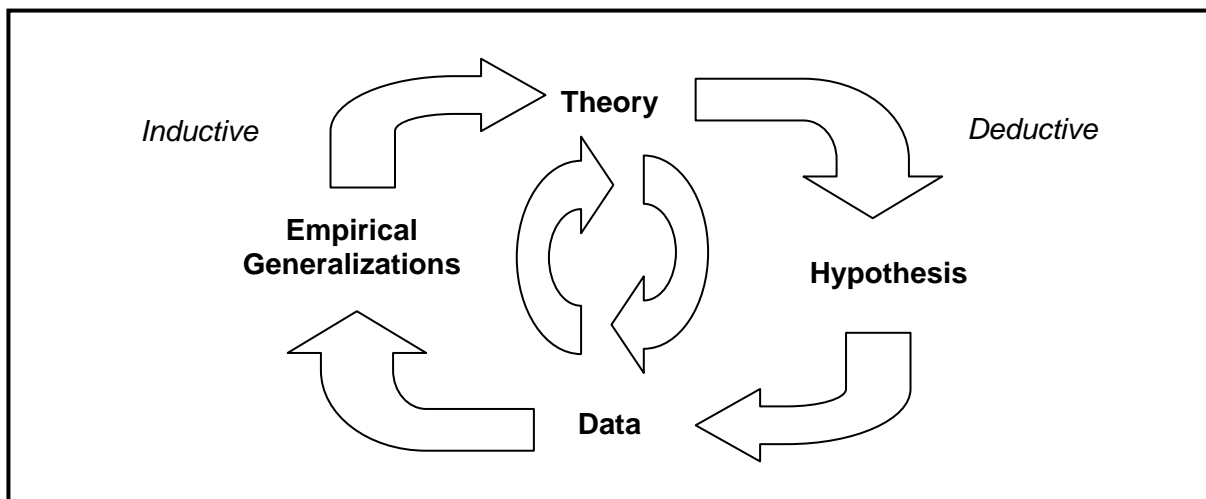 Theory
Inductive
Deductive
Empirical
Generalizations
Hypothesis
Data